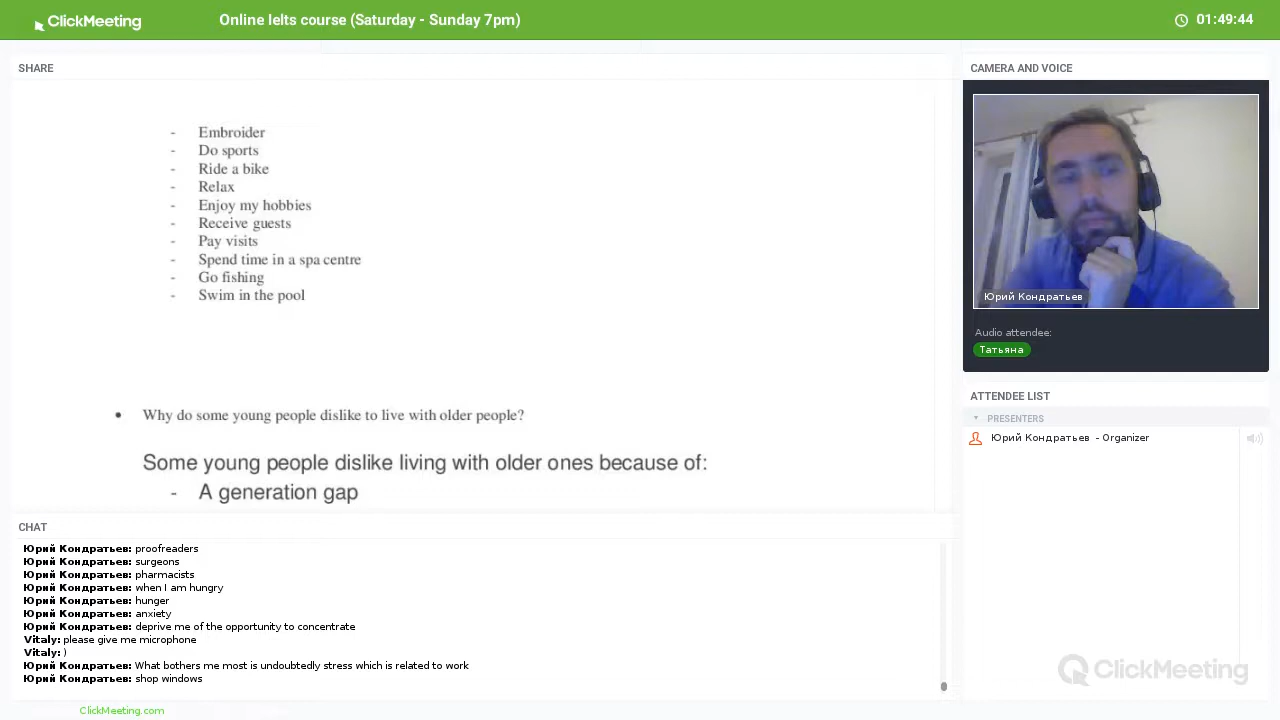 ClickMeeting
Online Ielts course (Saturday - Sunday 7pm)
01:49:44
SHARE
- Embroider
- Do sports
- Ride a bike
- Relax
- Enjoy my hobbies
- Receive guests
- Pay visits
- Spend time in a spa centre
- Go fishing
- Swim in the pool
• Why do some young people dislike to live with older people?
Some young people dislike living with older ones because of:
- A generation gap
CAMERA AND VOICE
Юрий Кондратьев
Audio attendee:
Татьяна
ATTENDEE LIST
PRESENTERS
Юрий Кондратьев - Organizer
CHAT
Юрий Кондратьев: proofreaders
Юрий Кондратьев: surgeons
Юрий Кондратьев: pharmacists
Юрий Кондратьев: when I am hungry
Юрий Кондратьев: hunger
Юрий Кондратьев: anxiety
Юрий Кондратьев: deprive me of the opportunity to concentrate
Vitaly: please give me microphone
Vitaly: )
Юрий Кондратьев: What bothers me most is undoubtedly stress which is related to work
Юрий Кондратьев: shop windows
ClickMeeting
ClickMeeting.com